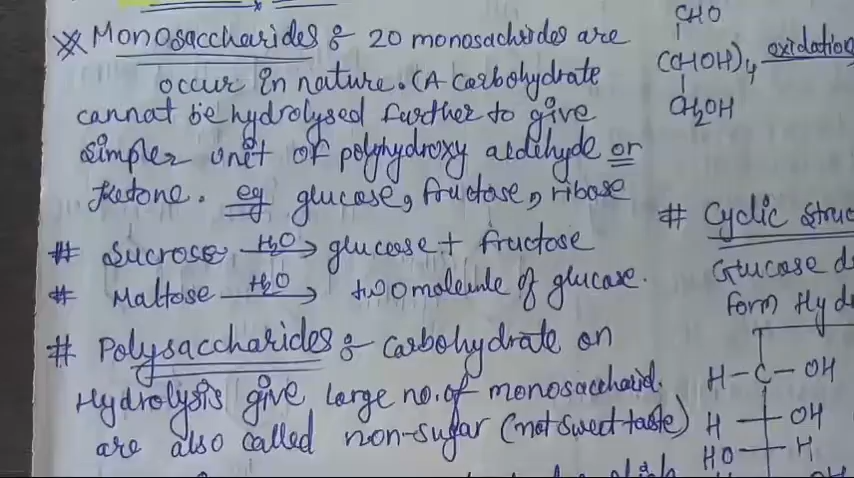 Monosaccharides :- 20 monosachrides are
occur in nature. (A carbohydrate
cannot be hydrolysed further to give
simpler unit of polyhydroxy aldehyde or
ketone. eg glucose, fructose, ribose
# Sucrose H2O → glucose + fructose
# Maltose H2O → two molecule of glucose.
# Polysaccharides :- Carbohydrate on
Hydrolysis give large no. of monosaccharid.
are also called non-sugar (not sweet taste)
CHO
(CHOH)4 oxidation
CH2OH
# Cyclic Struc
Glucose d
form Hyd
H-C-OH
H OH
HO H